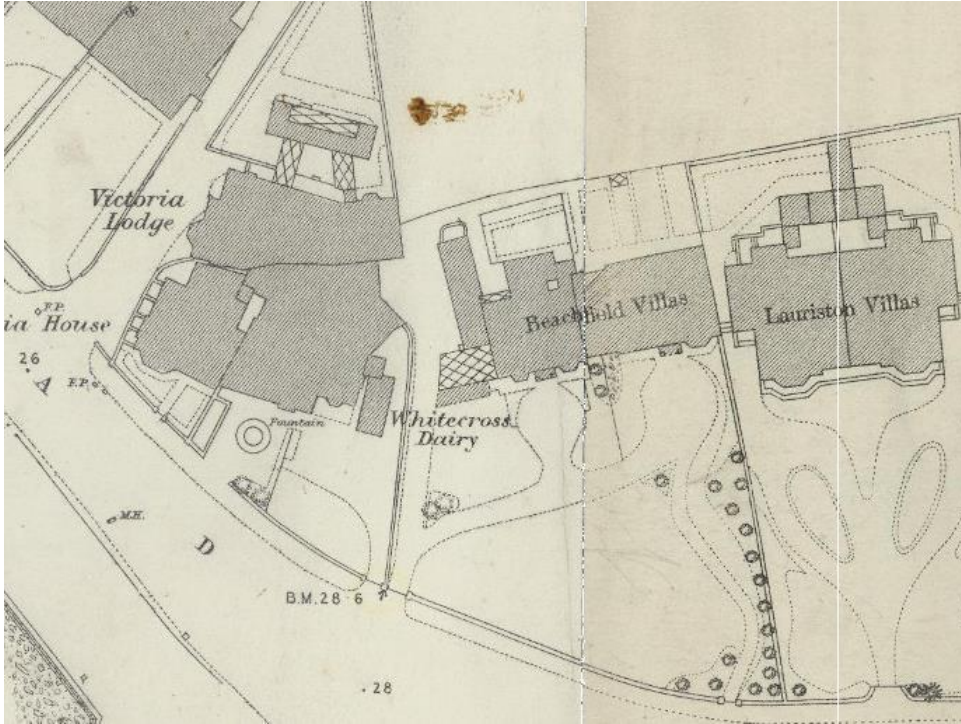 Victoria
Lodge
F.P.
ia House
26
A
F.P.
Fountain
Beachfield Villas
Lauriston Villas
Whitecross
Dairy
M.H.
D
B.M. 28 6
.28